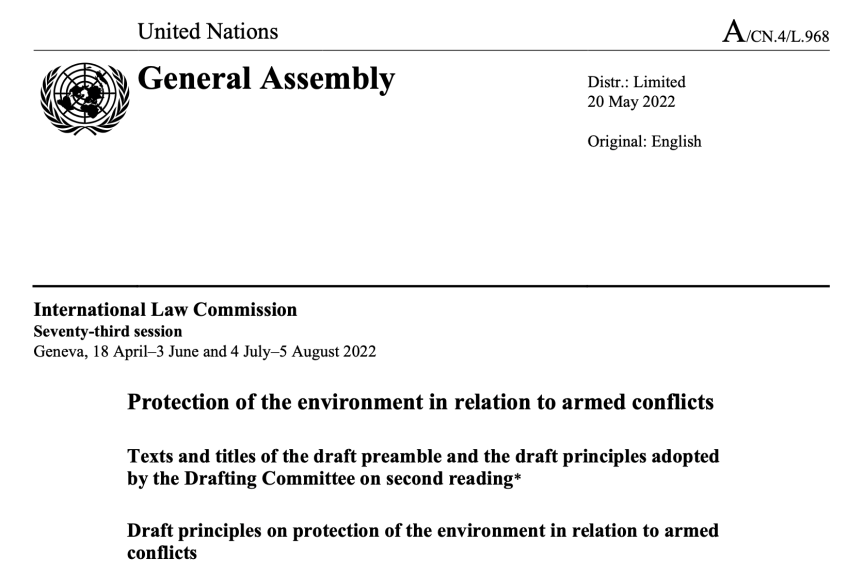 United Nations
A/CN.4/L.968
General Assembly
Distr.: Limited
20 May 2022
Original: English
International Law Commission
Seventy-third session
Geneva, 18 April–3 June and 4 July–5 August 2022
Protection of the environment in relation to armed conflicts
Texts and titles of the draft preamble and the draft principles adopted
by the Drafting Committee on second reading*
Draft principles on protection of the environment in relation to armed
conflicts